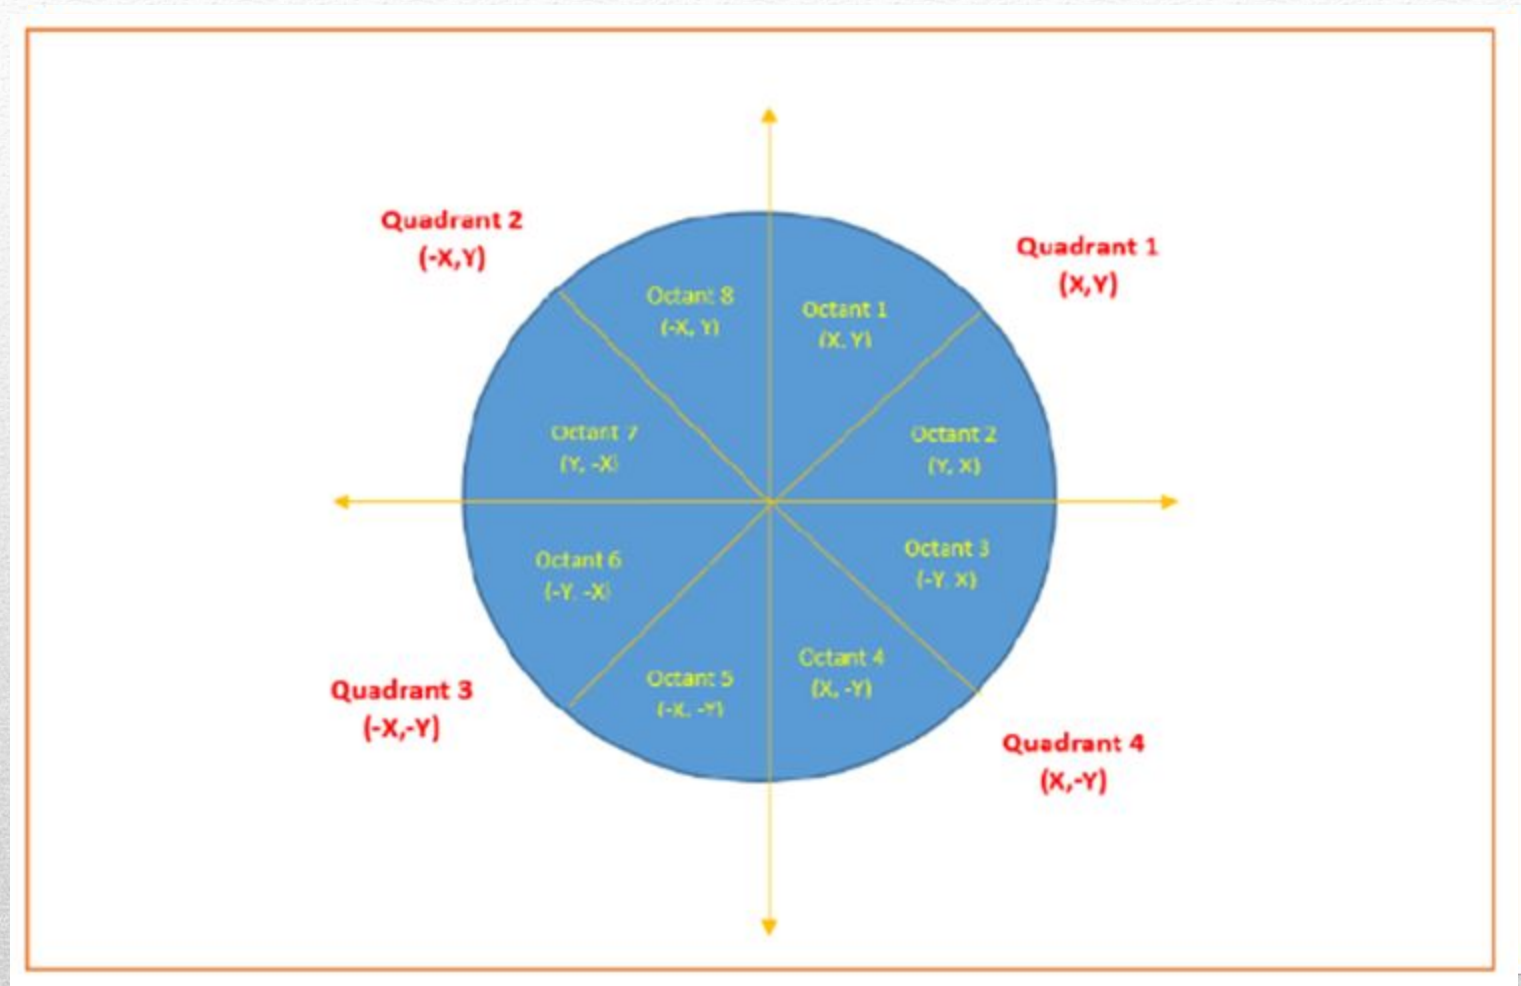 Quadrant 2
(-X,Y)
Quadrant 1
(X,Y)
Octant 8
(-X, Y)
Octant 1
(X, Y)
Octant 7
(Y, -X)
Octant 2
(Y, X)
Octant 6
(-Y, -X)
Octant 3
(-Y, X)
Octant 5
(-X, -Y)
Octant 4
(X, -Y)
Quadrant 3
(-X,-Y)
Quadrant 4
(X,-Y)